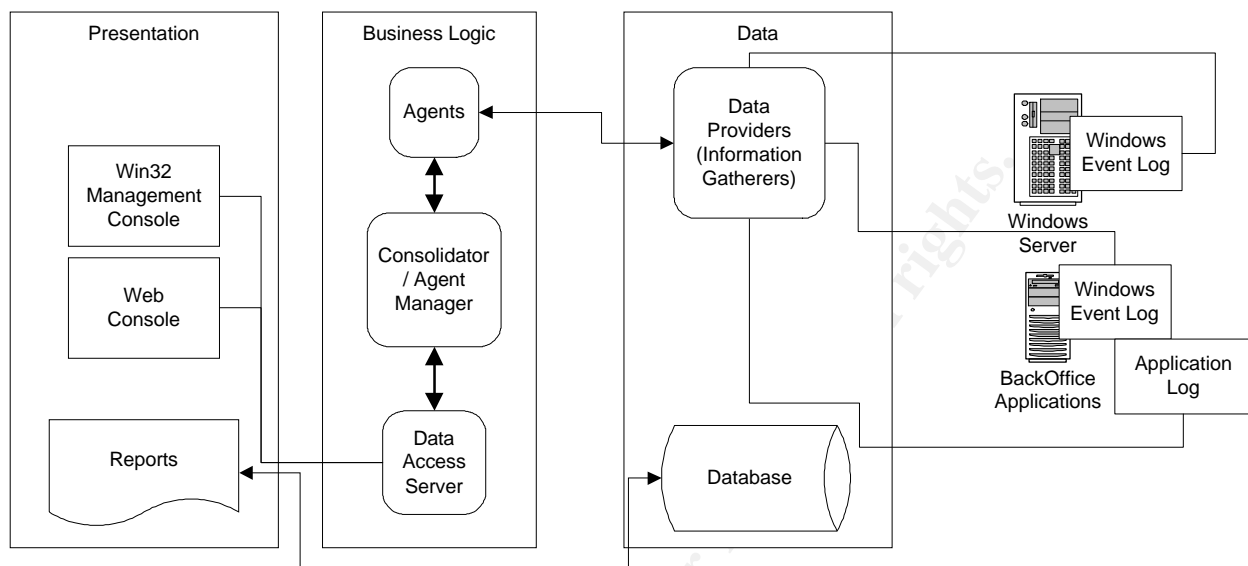 Presentation
Business Logic
Data
Agents
Data
Providers
(Information
Gatherers)
Windows
Event Log
Win32
Management
Console
Windows
Server
Consolidator
/ Agent
Manager
Web
Console
Windows
Event Log
Application
Log
BackOffice
Applications
Reports
Data
Access
Server
Database
rights.